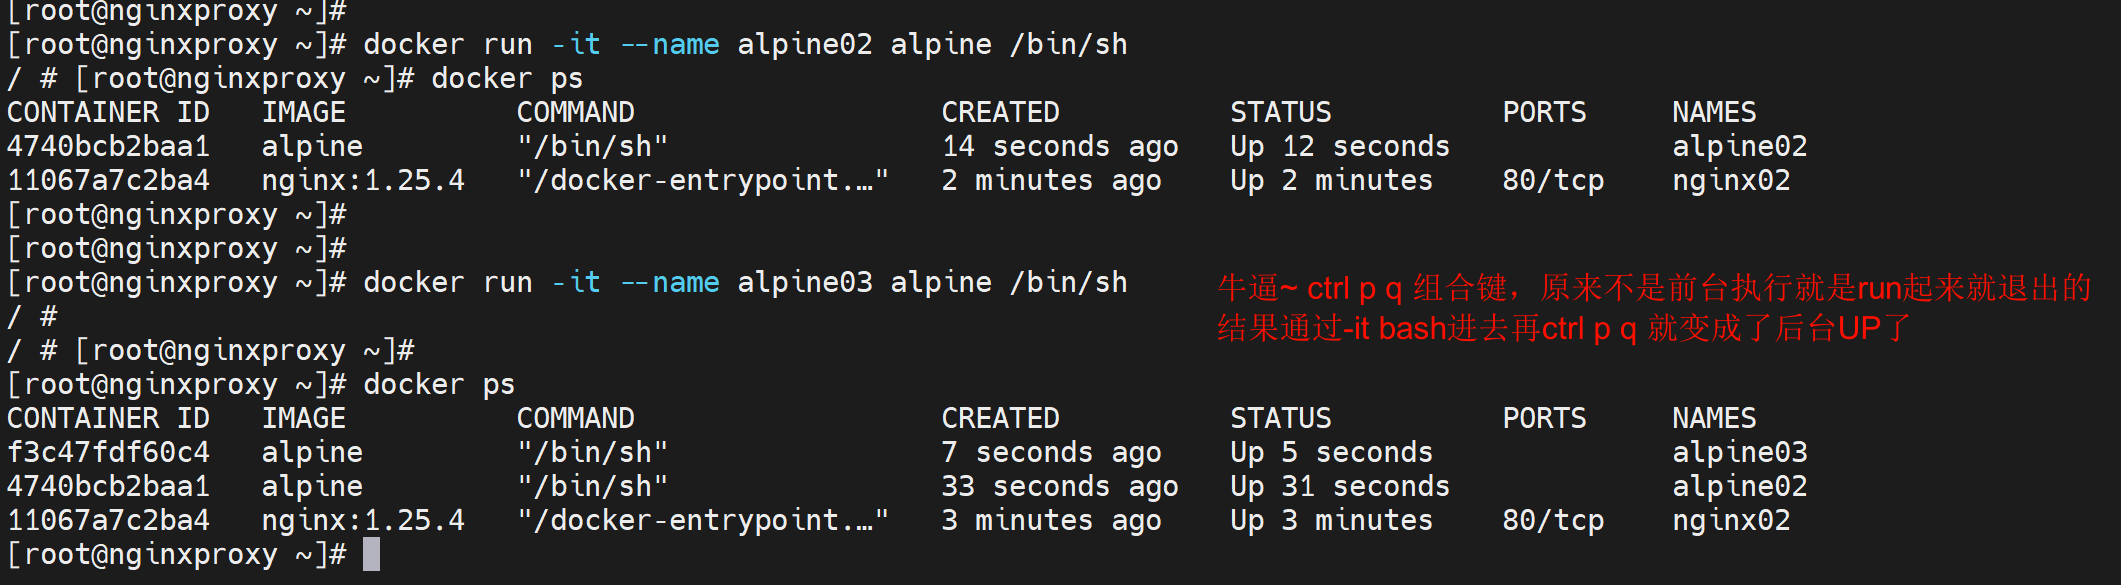 [root@nginxproxy ~]#
[root@nginxproxy ~]# docker run -it --name alpine02 alpine /bin/sh
/ # [root@nginxproxy ~]# docker ps
CONTAINER ID   IMAGE          COMMAND                  CREATED          STATUS          PORTS     NAMES
4740bcb2baa1   alpine         "/bin/sh"                14 seconds ago   Up 12 seconds             alpine02
11067a7c2ba4   nginx:1.25.4   "/docker-entrypoint.…"   2 minutes ago    Up 2 minutes    80/tcp    nginx02
[root@nginxproxy ~]#
[root@nginxproxy ~]#
[root@nginxproxy ~]# docker run -it --name alpine03 alpine /bin/sh
牛逼~ ctrl p q 组合键，原来不是前台执行就是run起来就退出的
/ #
结果通过-it bash进去再ctrl p q 就变成了后台UP了
/ # [root@nginxproxy ~]#
[root@nginxproxy ~]# docker ps
CONTAINER ID   IMAGE          COMMAND                  CREATED          STATUS          PORTS     NAMES
f3c47fdf60c4   alpine         "/bin/sh"                7 seconds ago    Up 5 seconds              alpine03
4740bcb2baa1   alpine         "/bin/sh"                33 seconds ago   Up 31 seconds             alpine02
11067a7c2ba4   nginx:1.25.4   "/docker-entrypoint.…"   3 minutes ago    Up 3 minutes    80/tcp    nginx02
[root@nginxproxy ~]#